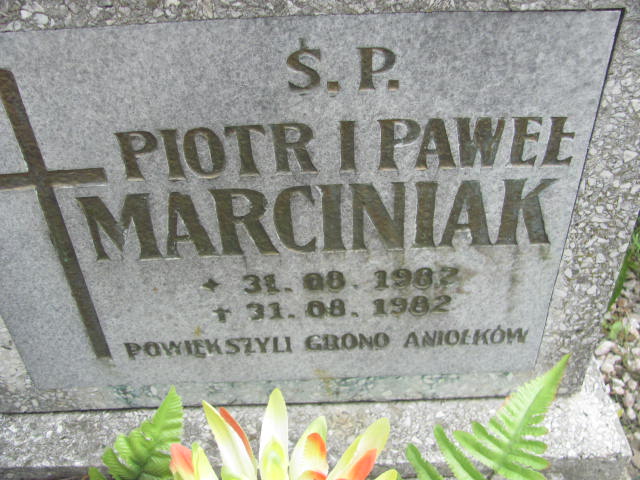 Ś.P.
PIOTR I PAWEŁ
MARCINIAK
* 31.08.1982
† 31.08.1982
POWIĘKSZYLI GRONO ANIOŁKÓW